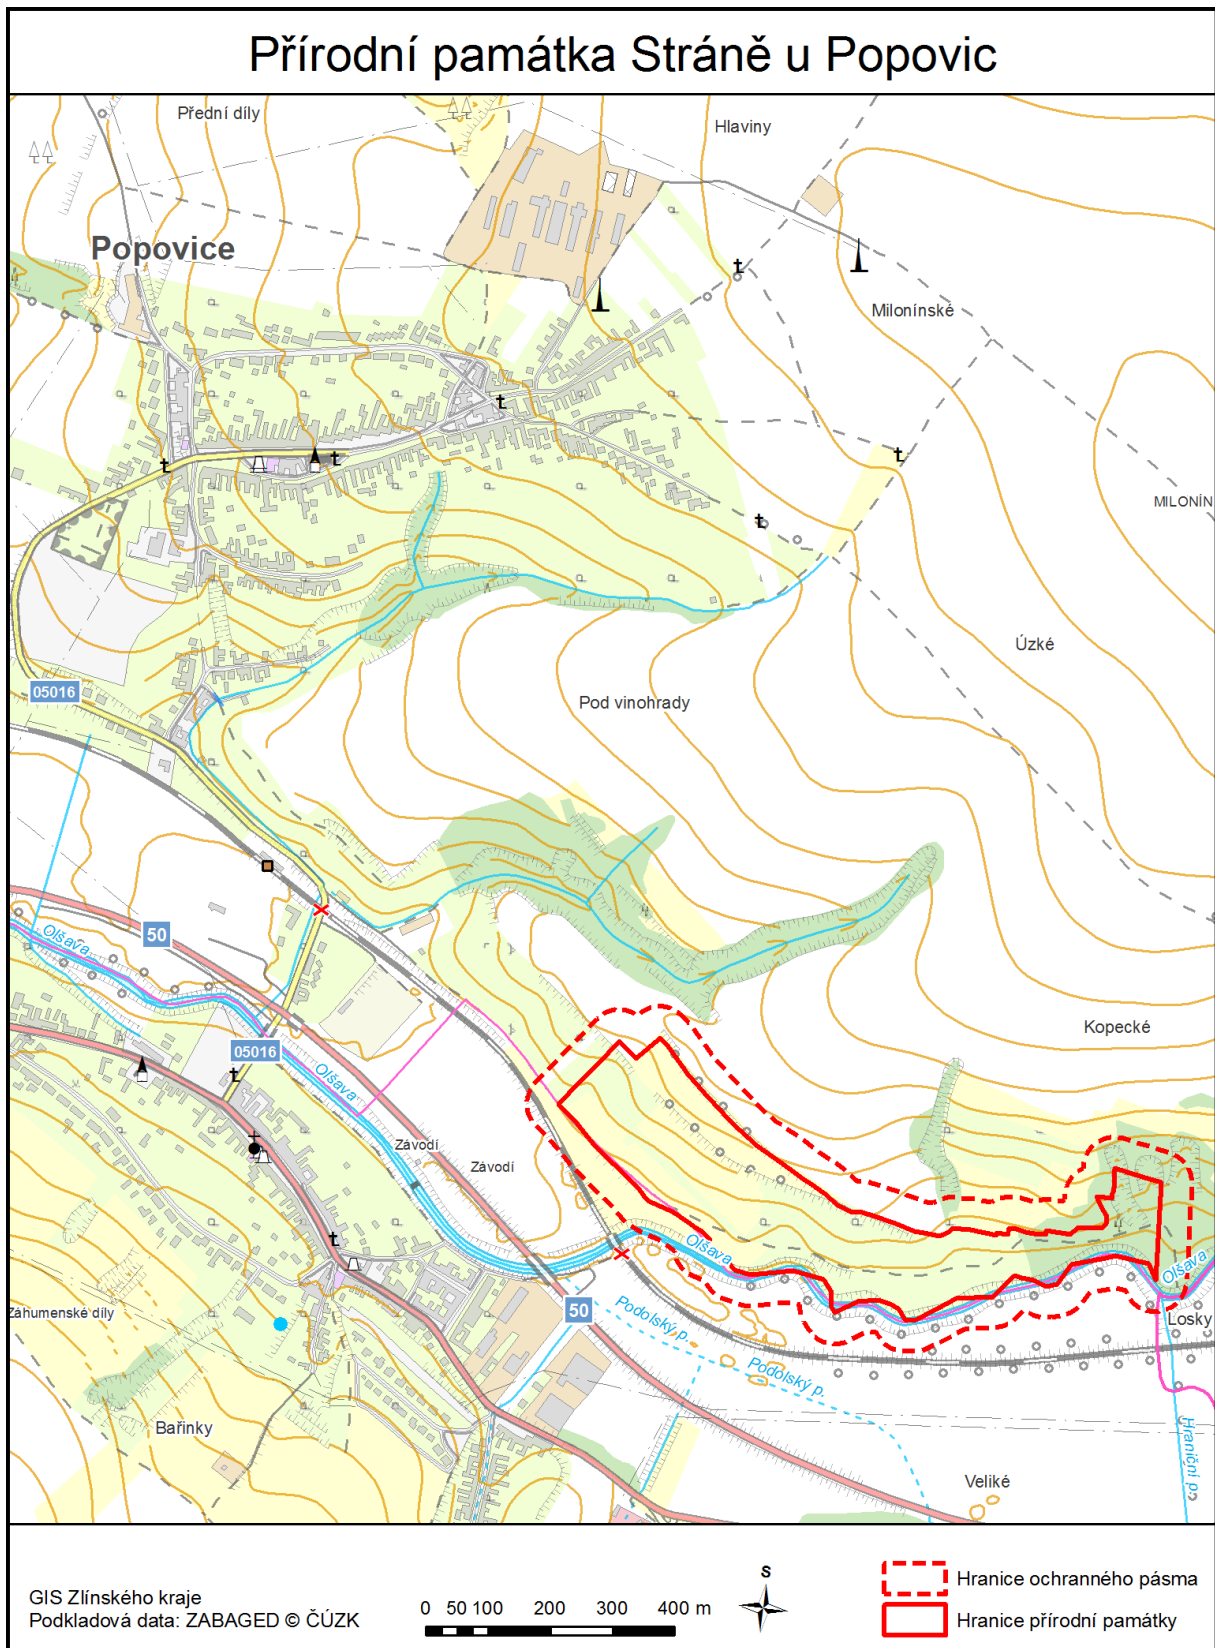 Přírodní památka Stráně u Popovic
Přední díly
Hlaviny
Popovice
Milonínské
MILONÍN
Úzké
05016
Pod vinohrady
50
Olšava
Kopecké
05016
Olšava
Závodí
Závodí
Olšava
Olšava
Záhumenské díly
50
Podolský p.
Losky
Podolský p.
Bařinky
Hraniční p.
Veliké
GIS Zlínského kraje
Podkladová data: ZABAGED © ČÚZK
0 50 100 200 300 400 m
S
Hranice ochranného pásma
Hranice přírodní památky